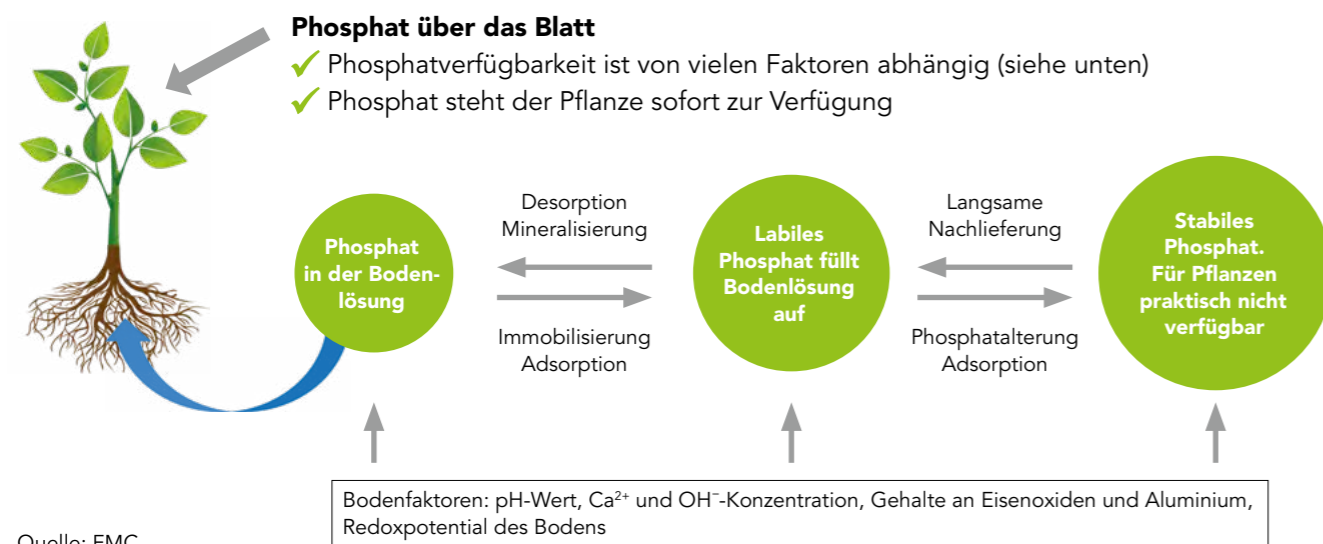 Phosphat über das Blatt
Phosphatverfügbarkeit ist von vielen Faktoren abhängig (siehe unten)
Phosphat steht der Pflanze sofort zur Verfügung
Phosphat
in der Boden-
lösung
Desorption
Mineralisierung
Immobilisierung
Adsorption
Labiles
Phosphat füllt
Bodenlösung
auf
Langsame
Nachlieferung
Phosphatalterung
Adsorption
Stabiles
Phosphat.
Für Pflanzen
praktisch nicht
verfügbar
Bodenfaktoren: pH-Wert, Ca²⁺ und OH⁻-Konzentration, Gehalte an Eisenoxiden und Aluminium,
Redoxpotential des Bodens
Quelle: FMC